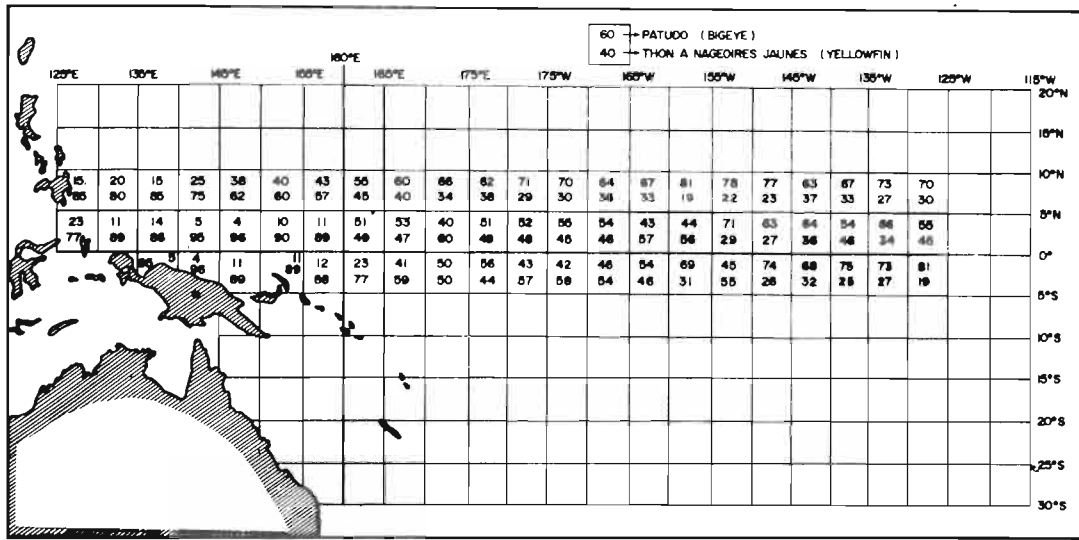 60 → PATUDO (BIGEYE)
40 → THON A NAGEOIRES JAUNES (YELLOWFIN)
160°E
125°E 135°E 145°E 155°E 165°E 175°E 175°W 165°W 155°W 145°W 135°W 125°W 115°W
20°N
15°N
10°N
15. 20 15 25 38 40 43 55 60 66 62 71 70 64 67 81 78 77 63 67 73 70
85 80 85 75 62 60 57 45 40 34 38 29 30 36 33 19 22 23 37 33 27 30
5°N
23 11 14 5 4 10 11 51 53 40 51 52 55 54 43 44 71 63 64 54 66 55
77 89 86 95 96 90 89 49 47 60 49 48 45 46 57 56 29 27 36 46 34 45
0°
5 4 11 11 12 23 41 50 56 43 42 46 54 69 45 74 68 75 73 81
95 96 89 89 88 77 59 50 44 57 58 54 46 31 55 26 32 25 27 19
5°S
10°S
15°S
20°S
25°S
30°S